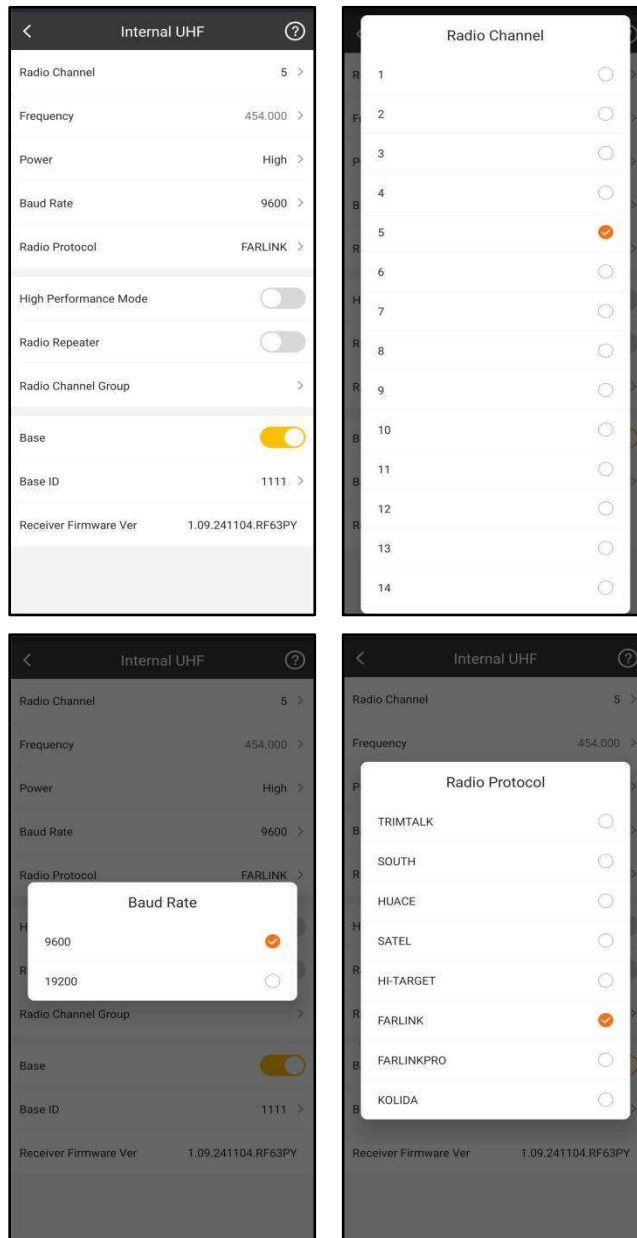 Internal UHF ?
Radio Channel 5 >
Frequency 454.000 >
Power High >
Baud Rate 9600 >
Radio Protocol FARLINK >
High Performance Mode
Radio Repeater
Radio Channel Group >
Base
Base ID 1111 >
Receiver Firmware Ver 1.09.241104.RF63PY
Radio Channel
1
2
3
4
5
6
7
8
9
10
11
12
13
14
Internal UHF ?
Radio Channel 5 >
Frequency 454.000 >
Power High >
Baud Rate 9600 >
Radio Protocol FARLINK >
Baud Rate
9600
19200
Radio Channel Group >
Base
Base ID 1111 >
Receiver Firmware Ver 1.09.241104.RF63PY
Internal UHF ?
Radio Channel 5 >
Frequency 454.000 >
Radio Protocol
TRIMTALK
SOUTH
HUACE
SATEL
HI-TARGET
FARLINK
FARLINKPRO
KOLIDA
Receiver Firmware Ver 1.09.241104.RF63PY